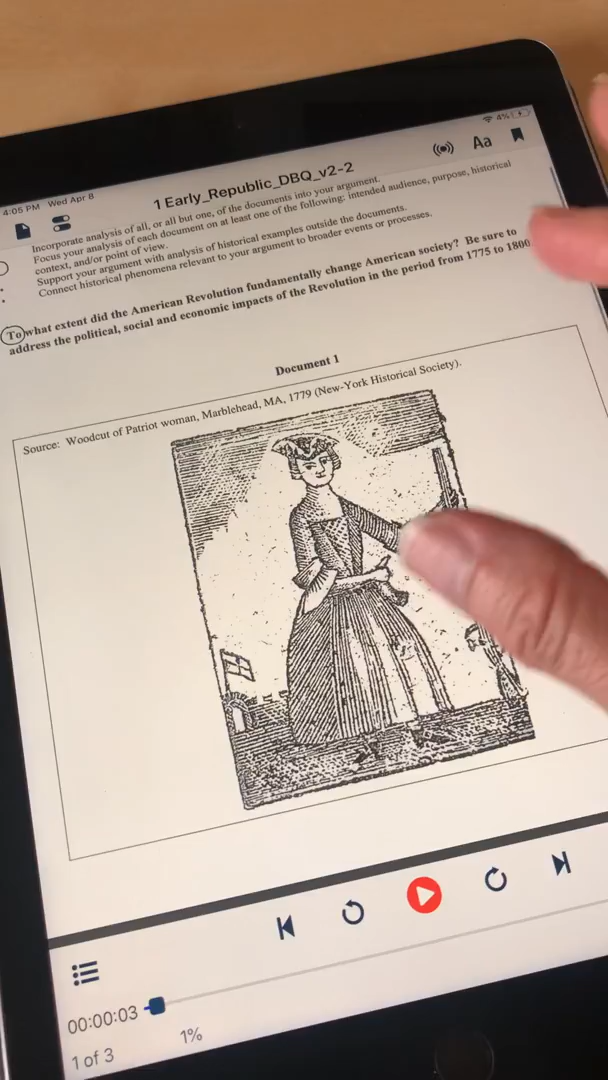 4:05 PM Wed Apr 8
4%
1 Early_Republic_DBQ_v2-2
Aa
Incorporate analysis of all, or all but one, of the documents into your argument.
Focus your analysis of each document on at least one of the following: intended audience, purpose, historical
context, and/or point of view.
Support your argument with analysis of historical examples outside the documents.
Connect historical phenomena relevant to your argument to broader events or processes.
To what extent did the American Revolution fundamentally change American society? Be sure to
address the political, social and economic impacts of the Revolution in the period from 1775 to 1800
Document 1
Source: Woodcut of Patriot woman, Marblehead, MA, 1779 (New-York Historical Society).
00:00:03
1%
1 of 3